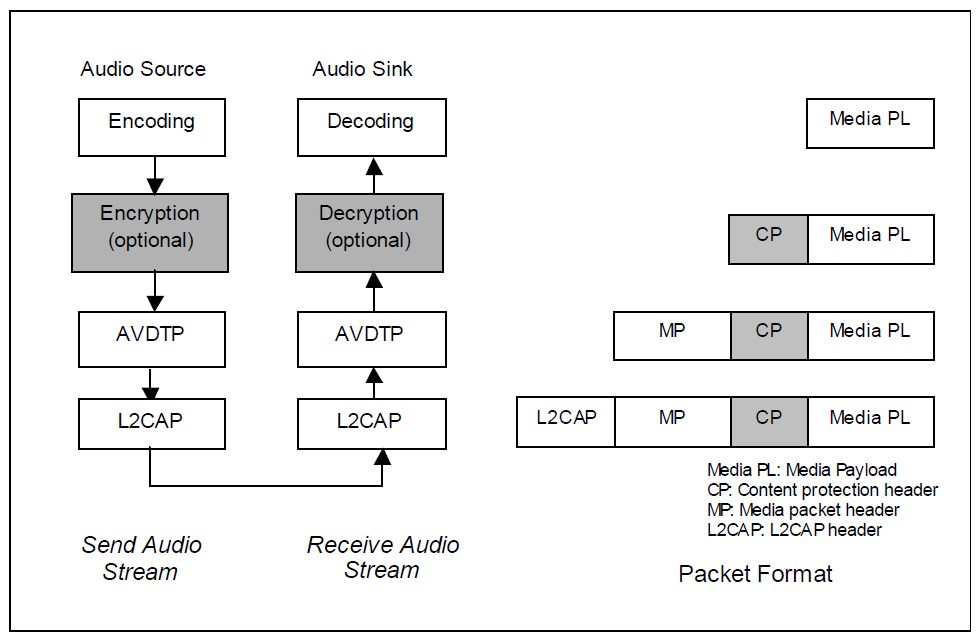 Audio Source
Audio Sink
Encoding
Decoding
Media PL
Encryption
(optional)
Decryption
(optional)
CP
Media PL
AVDTP
AVDTP
MP
CP
Media PL
L2CAP
L2CAP
L2CAP
MP
CP
Media PL
Media PL: Media Payload
CP: Content protection header
MP: Media packet header
L2CAP: L2CAP header
Send Audio
Stream
Receive Audio
Stream
Packet Format